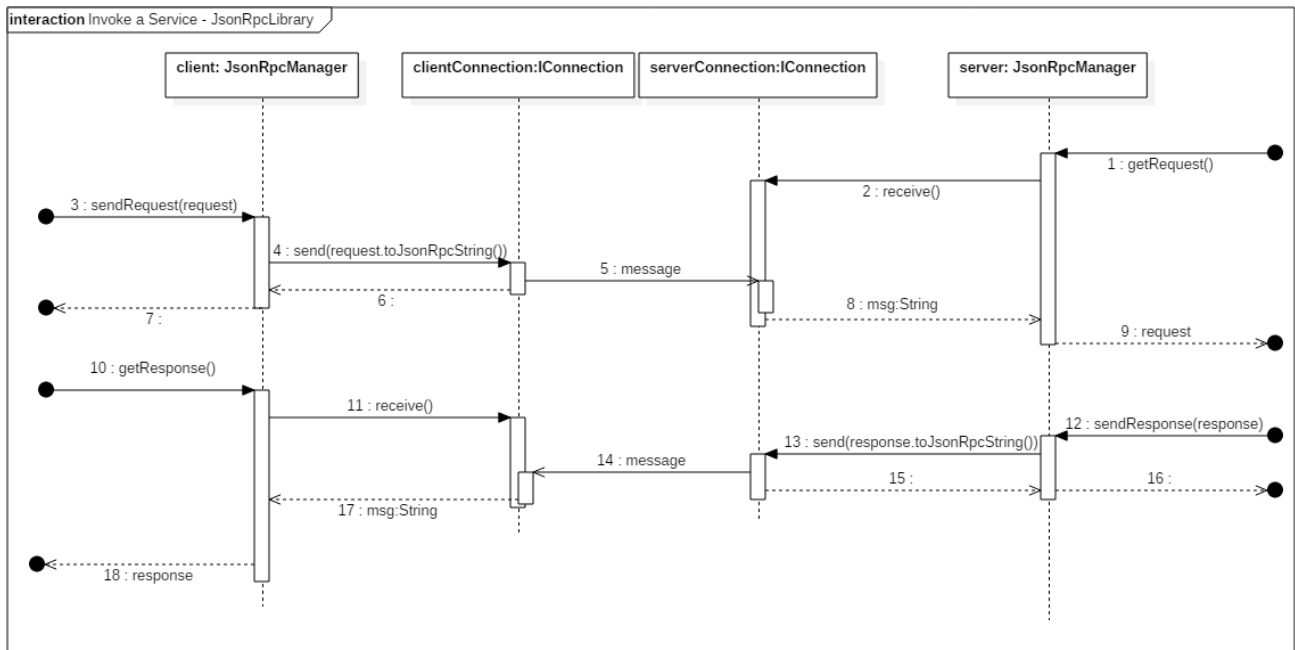 interaction Invoke a Service - JsonRpcLibrary
client: JsonRpcManager
clientConnection:IConnection
serverConnection:IConnection
server: JsonRpcManager
1 : getRequest()
2 : receive()
3 : sendRequest(request)
4 : send(request.toJsonRpcString())
5 : message
6 :
7 :
8 : msg:String
9 : request
10 : getResponse()
11 : receive()
12 : sendResponse(response)
13 : send(response.toJsonRpcString())
14 : message
15 :
16 :
17 : msg:String
18 : response